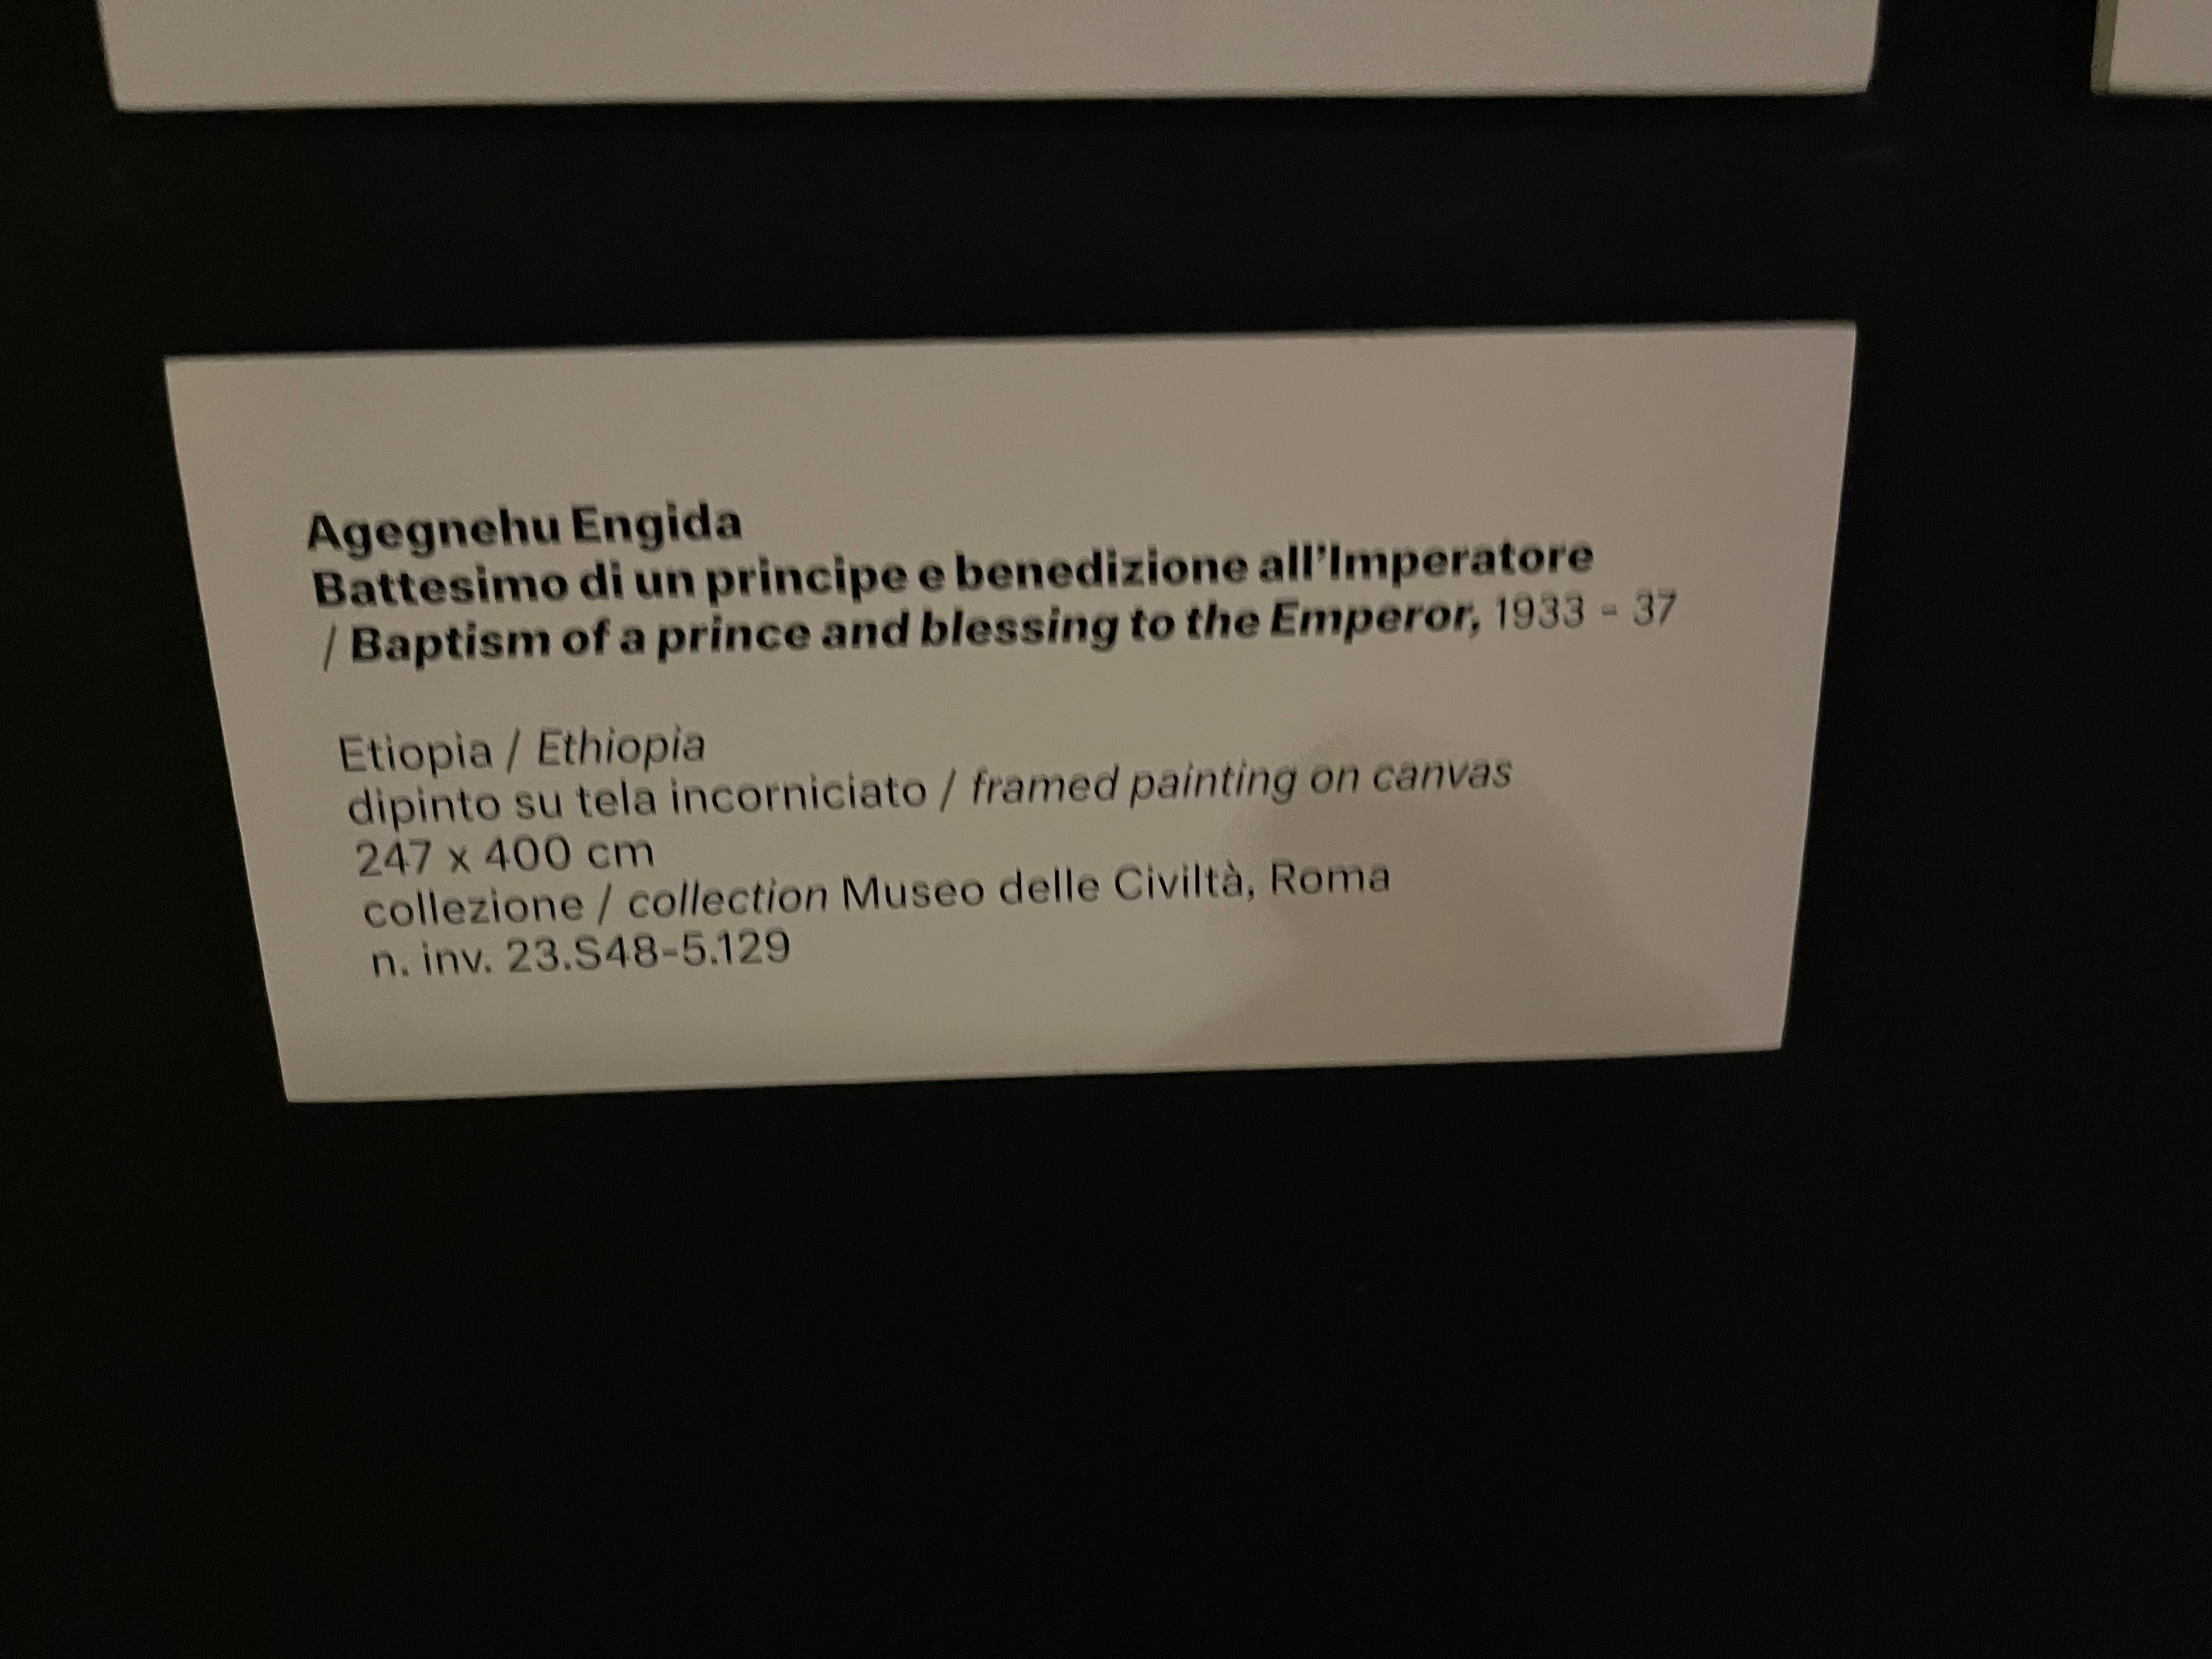 Agegnehu Engida
Battesimo di un principe e benedizione all'Imperatore
/ Baptism of a prince and blessing to the Emperor, 1933 - 37
Etiopia / Ethiopia
dipinto su tela incorniciato / framed painting on canvas
247 x 400 cm
collezione / collection Museo delle Civiltà, Roma
n. inv. 23.S48-5.129